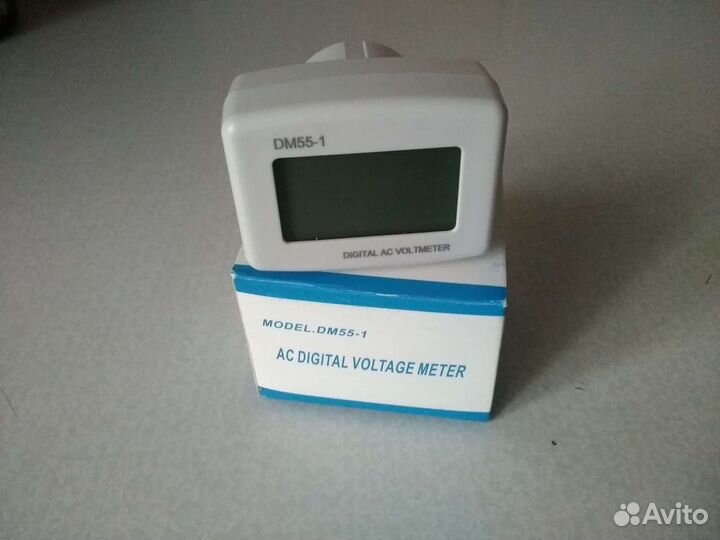 DM55-1
DIGITAL AC VOLTMETER
MODEL.DM55-1
AC DIGITAL VOLTAGE METER
Avito